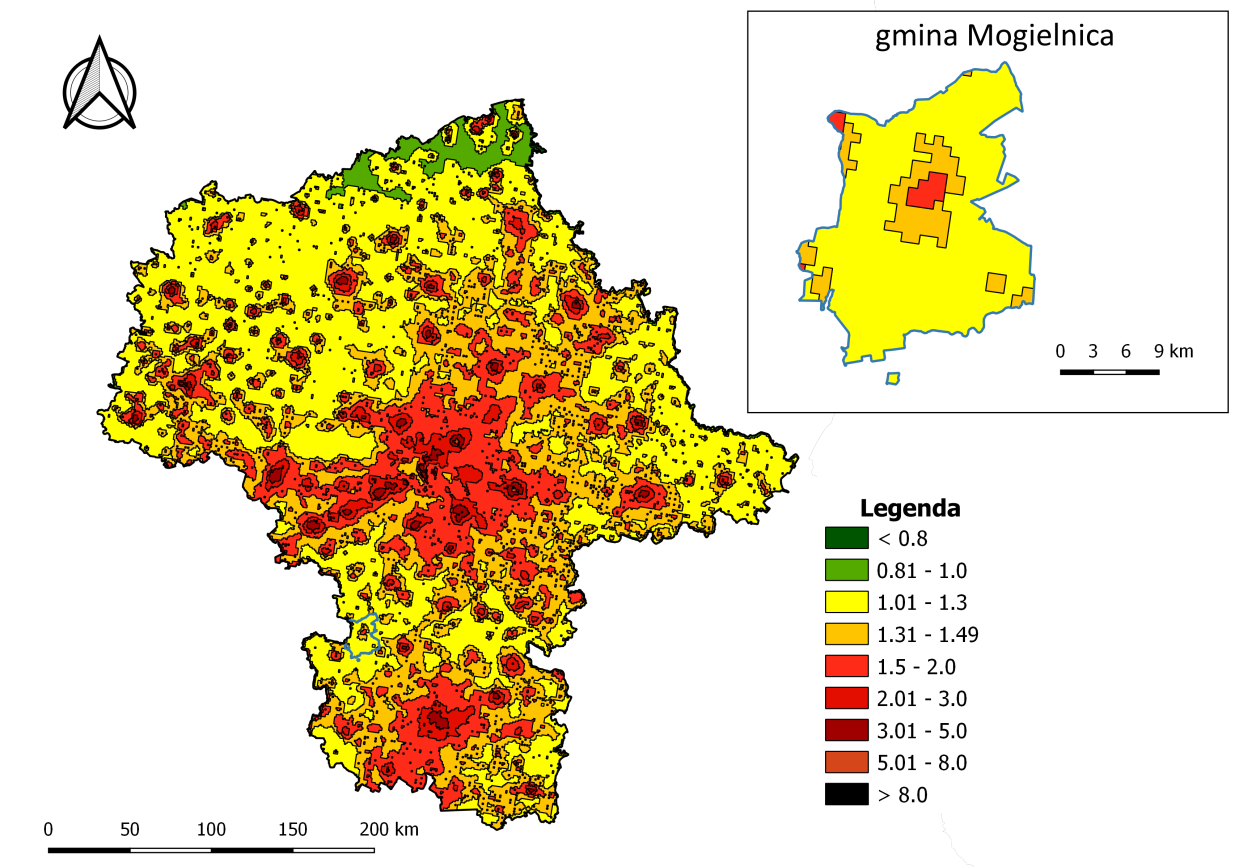 gmina Mogielnica
0 3 6 9 km
Legenda
< 0.8
0.81 - 1.0
1.01 - 1.3
1.31 - 1.49
1.5 - 2.0
2.01 - 3.0
3.01 - 5.0
5.01 - 8.0
> 8.0
0 50 100 150 200 km